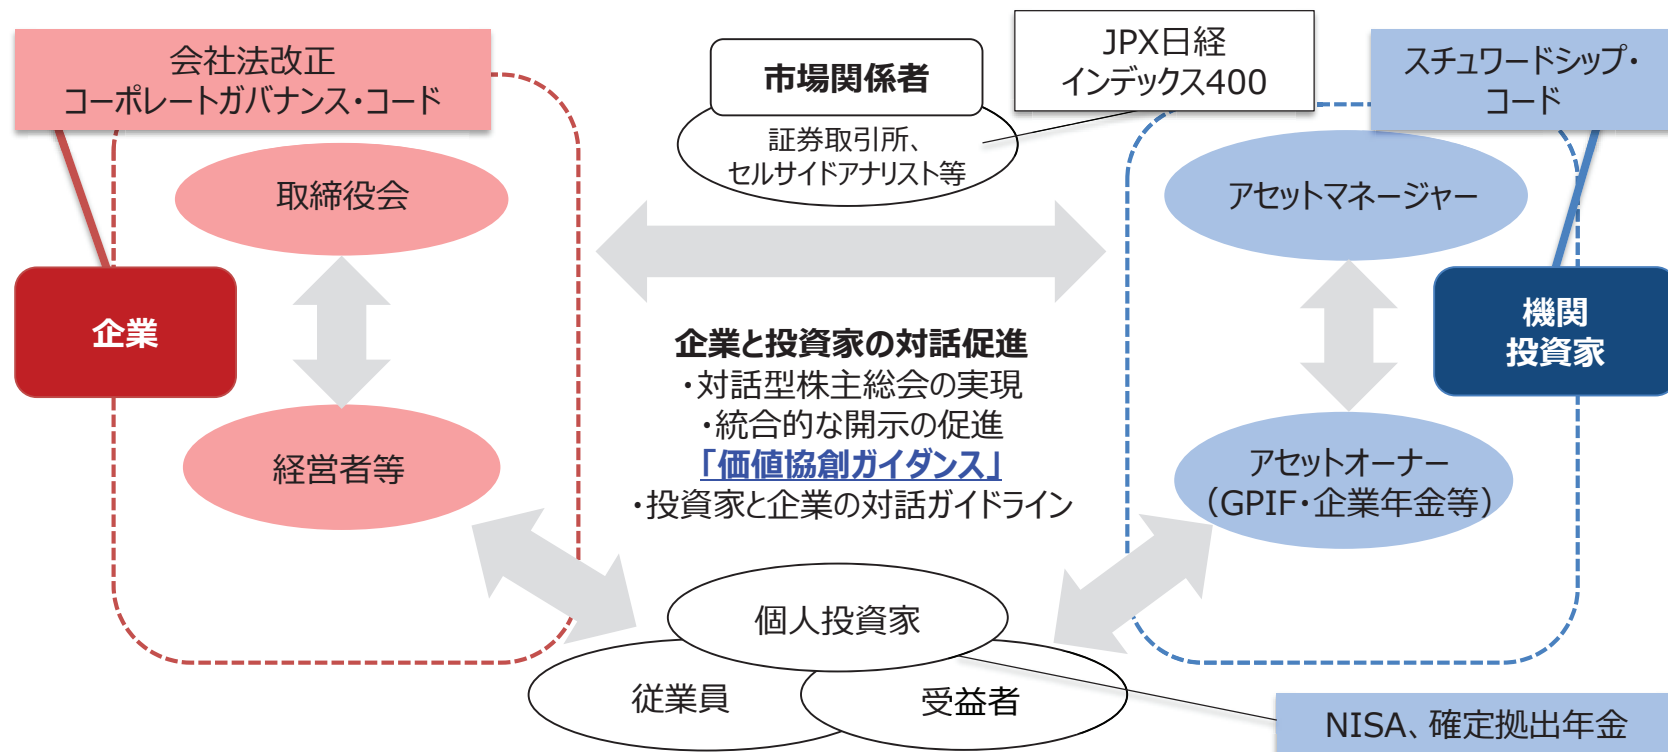 会社法改正
コーポレートガバナンス・コード
取締役会
企業
経営者等
市場関係者
証券取引所、
セルサイドアナリスト等
JPX日経
インデックス400
スチュワードシップ・
コード
アセットマネージャー
機関
投資家
アセットオーナー
（GPIF・企業年金等）
企業と投資家の対話促進
・対話型株主総会の実現
・統合的な開示の促進
「価値協創ガイダンス」
・投資家と企業の対話ガイドライン
個人投資家
従業員
受益者
NISA、確定拠出年金